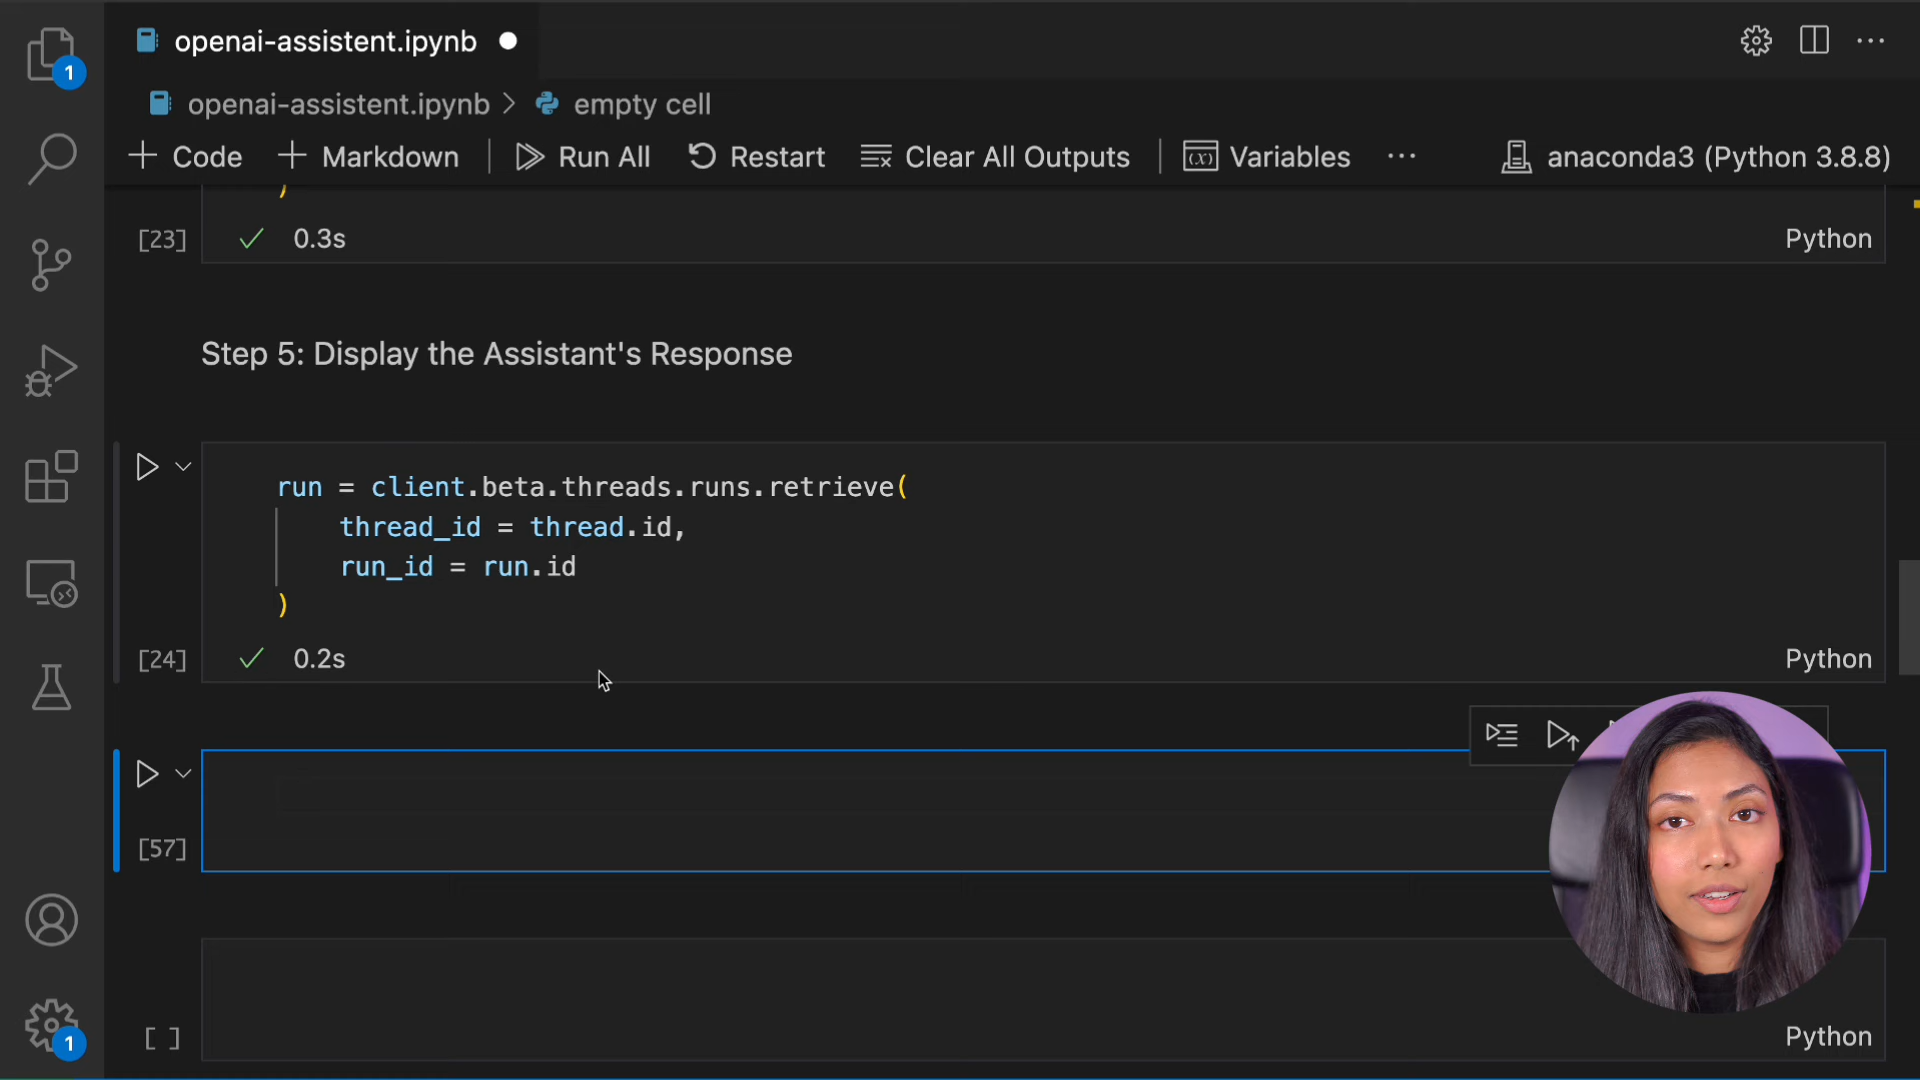 openai-assistent.ipynb
1
openai-assistent.ipynb > empty cell
Code Markdown Run All Restart Clear All Outputs Variables ... anaconda3 (Python 3.8.8)
)
[23] 0.3s Python
Step 5: Display the Assistant's Response
run = client.beta.threads.runs.retrieve(
thread_id = thread.id,
run_id = run.id
)
[24] 0.2s Python
[57]
[ ] Python
1